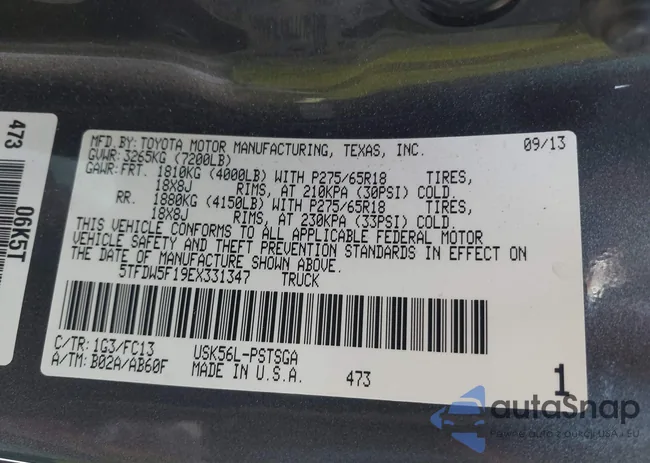 473
06K5T
MFD.BY: TOYOTA MOTOR MANUFACTURING, TEXAS, INC. 09/13
GVWR: 3265KG (7200LB)
GAWR: FRT. 1810KG (4000LB) WITH P275/65R18 TIRES,
18X8J RIMS, AT 210KPA (30PSI) COLD.
RR. 1880KG (4150LB) WITH P275/65R18 TIRES,
18X8J RIMS, AT 230KPA (33PSI) COLD.
THIS VEHICLE CONFORMS TO ALL APPLICABLE FEDERAL MOTOR
VEHICLE SAFETY AND THEFT PREVENTION STANDARDS IN EFFECT ON
THE DATE OF MANUFACTURE SHOWN ABOVE.
5TFDW5F19EX331347 TRUCK
C/TR: 1G3/FC13 USK56L-PSTSGA
A/TM: B02A/AB60F MADE IN U.S.A. 473 1
autoSnap